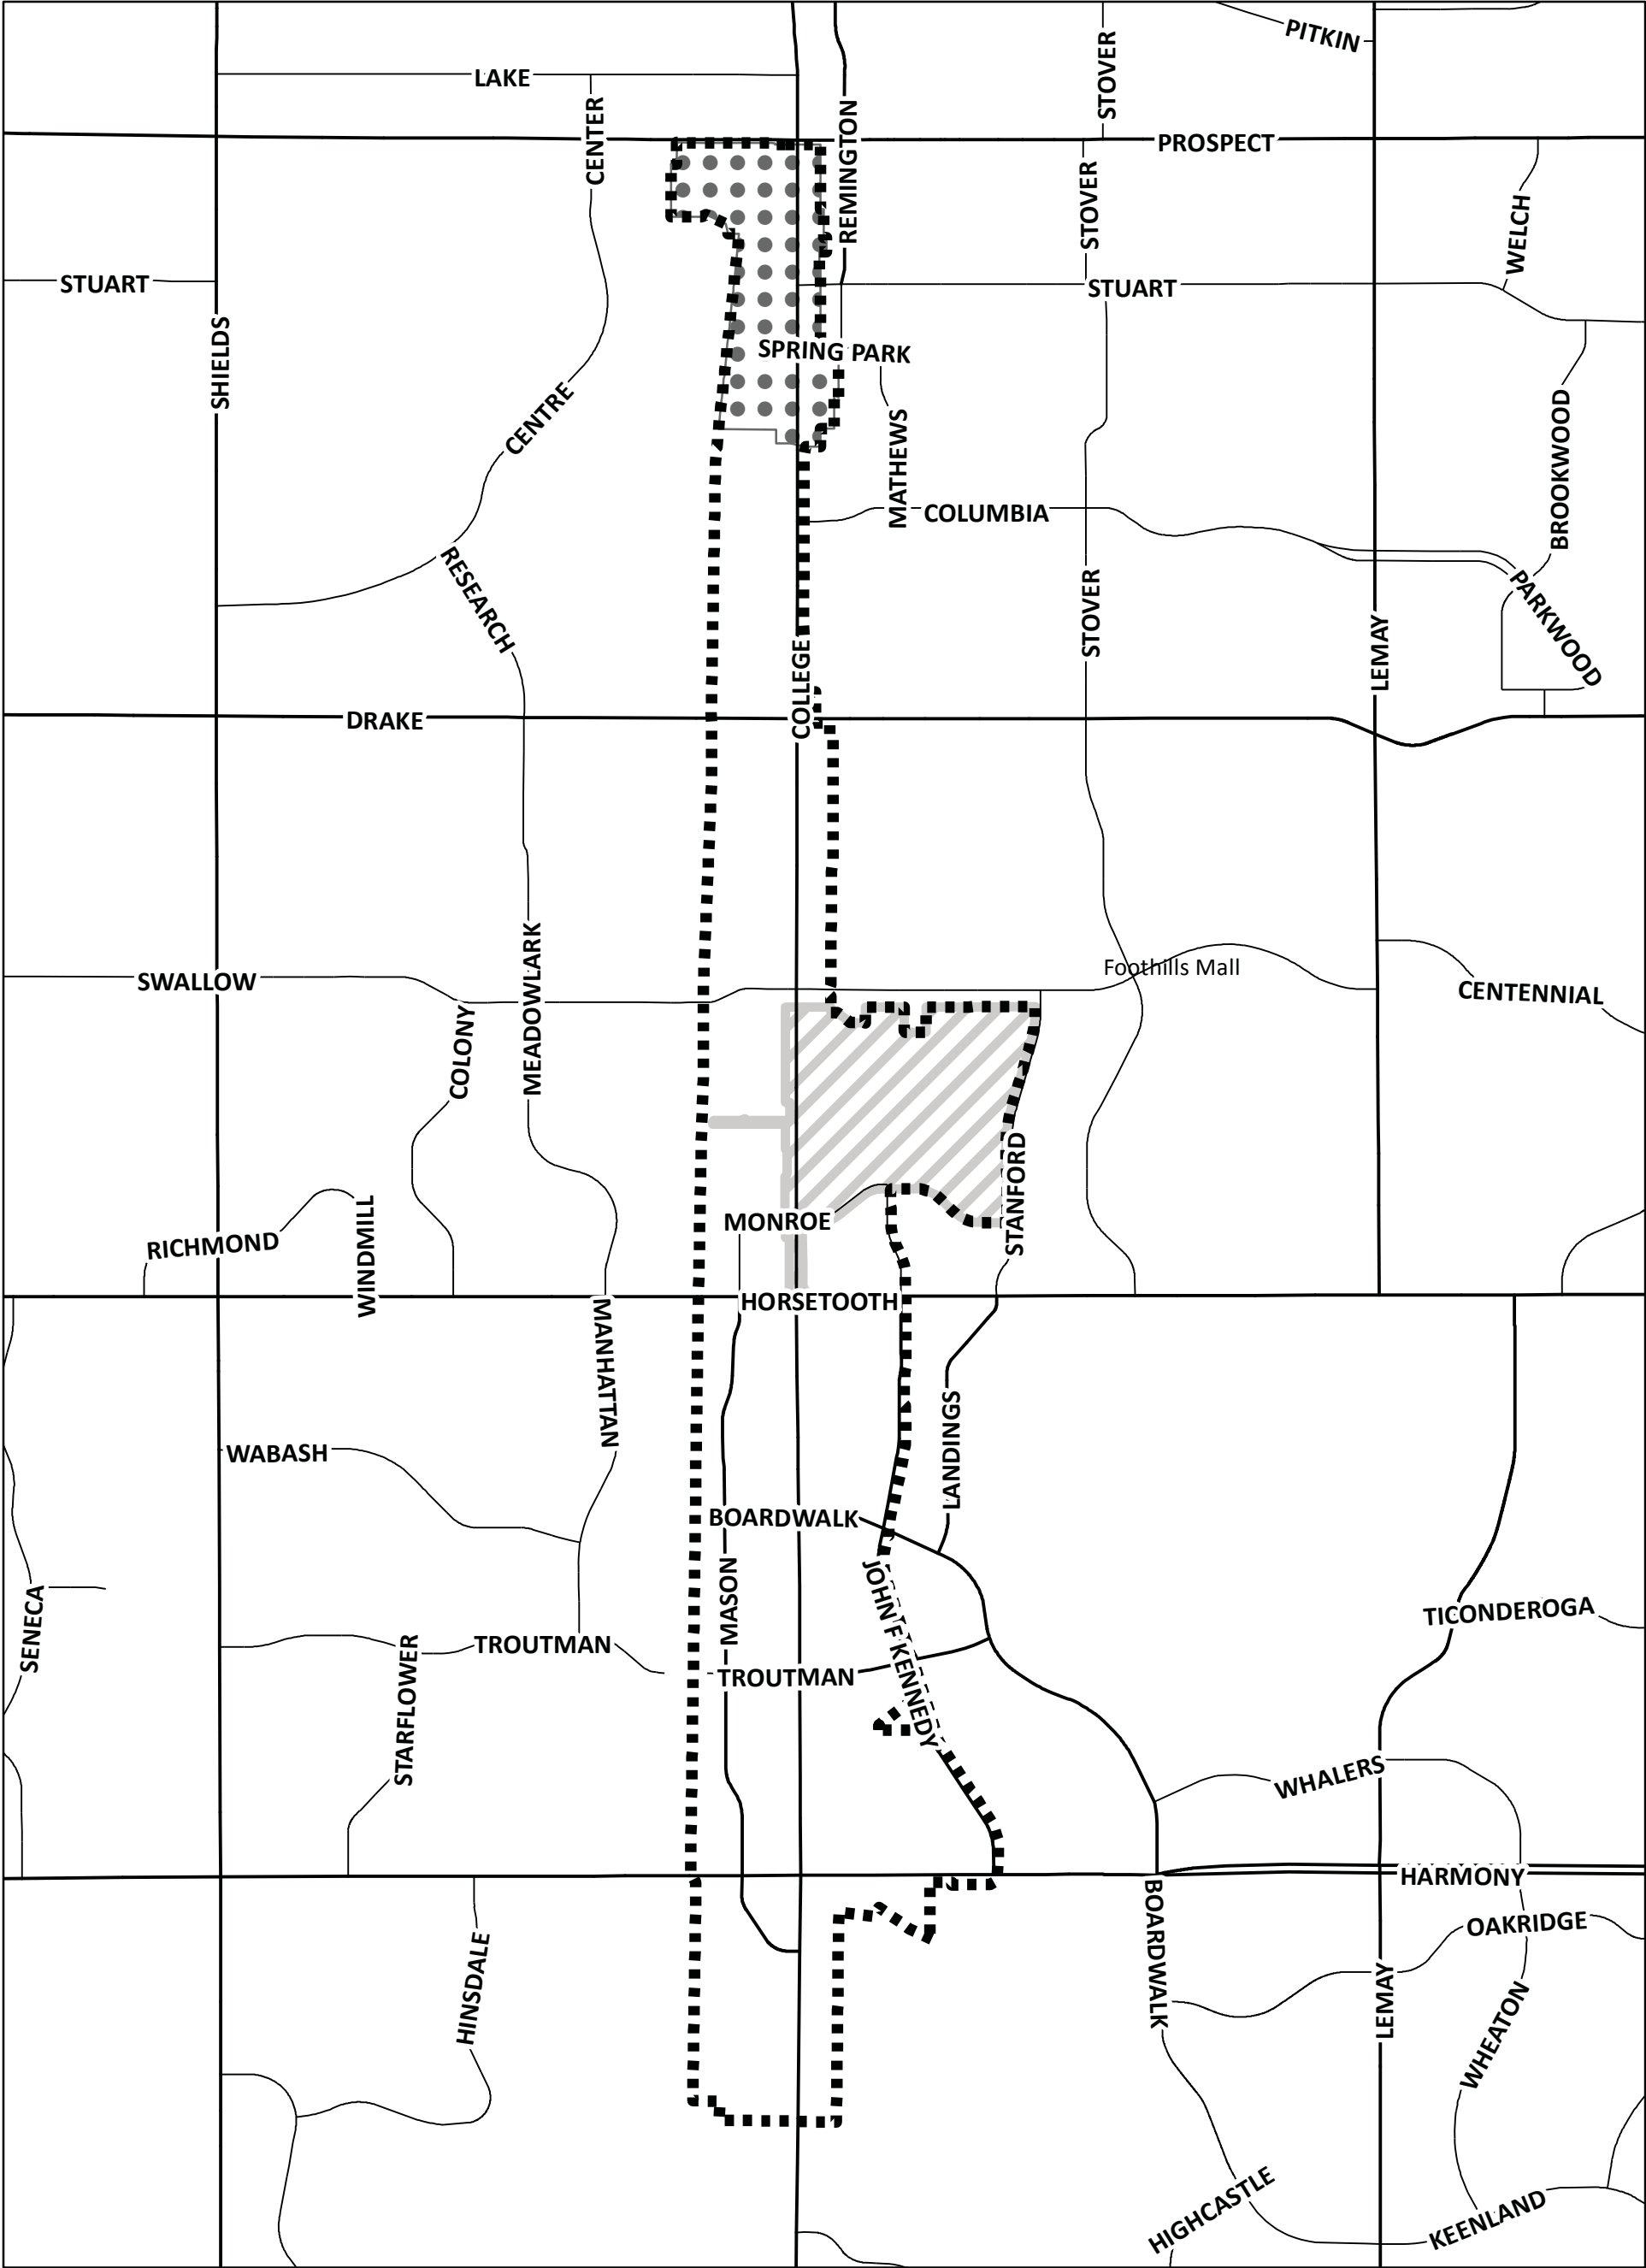 PITKIN
STOVER
LAKE
CENTER
REMINGTON
PROSPECT
STOVER
WELCH
STUART
STUART
SHIELDS
SPRING PARK
CENTRE
MATHEWS
BROOKWOOD
COLUMBIA
RESEARCH
STOVER
PARKWOOD
LEMAY
COLLEGE
DRAKE
Foothills Mall
SWALLOW
MEADOWLARK
CENTENNIAL
COLONY
STANFORD
MONROE
RICHMOND
WINDMILL
HORSETOOTH
MANHATTAN
LANDINGS
WABASH
BOARDWALK
MASON
JOHN F KENNEDY
SENECA
TICONDEROGA
TROUTMAN
STARFLOWER
TROUTMAN
WHALERS
HARMONY
BOARDWALK
OAKRIDGE
HINSDALE
LEMAY
WHEATON
HIGHCASTLE
KEENLAND